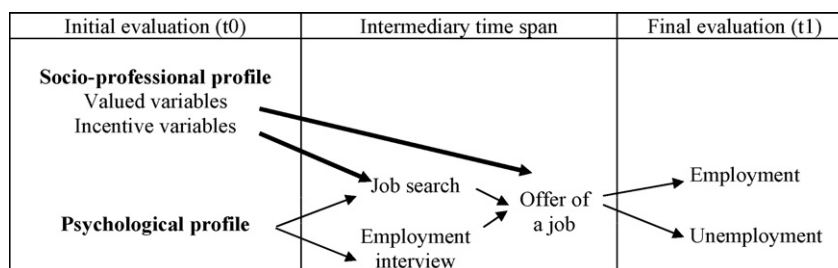 Initial evaluation (t0)
Intermediary time span
Final evaluation (t1)
Socio-professional profile
Valued variables
Incentive variables
Psychological profile
Job search
Employment
interview
Offer of
a job
Employment
Unemployment